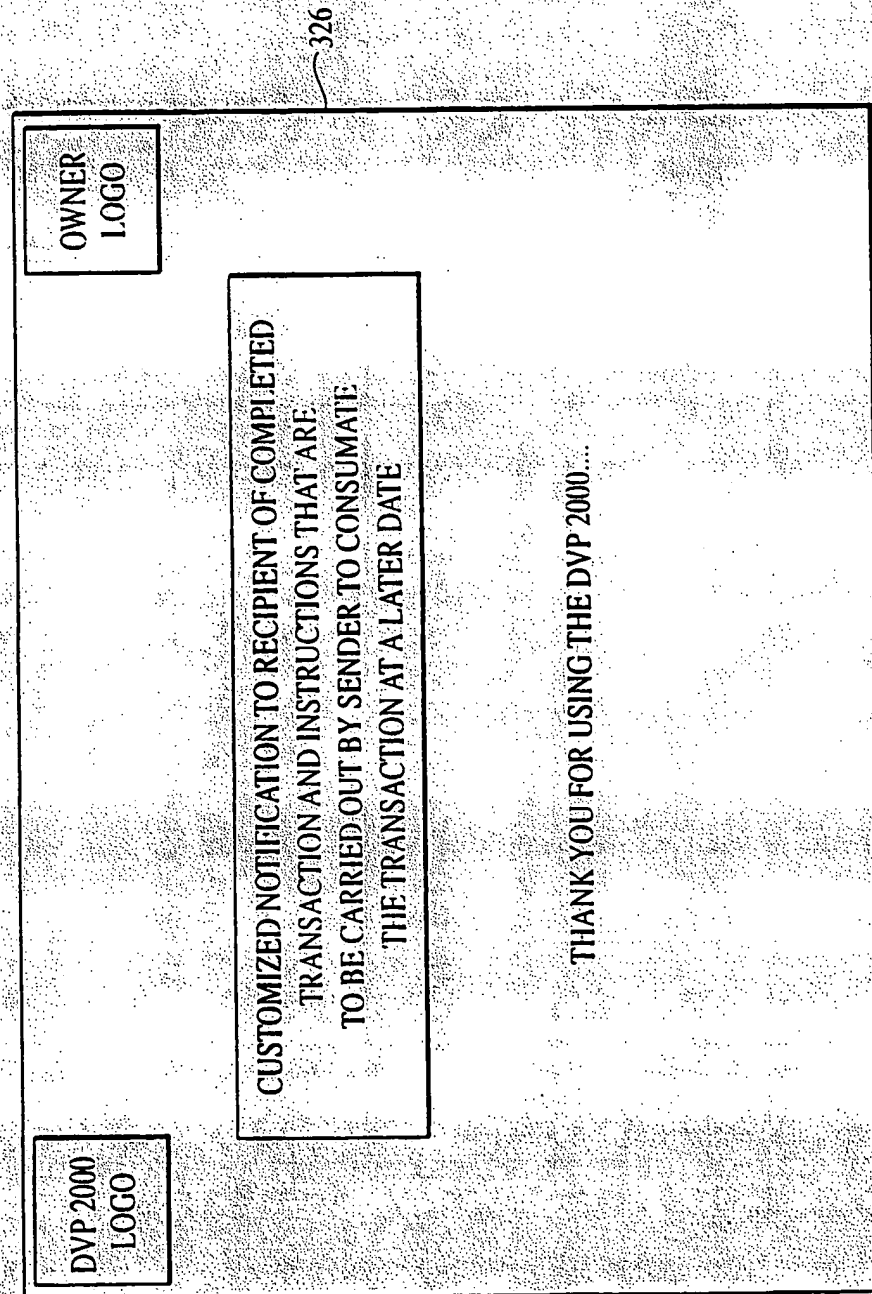 DVP 2000
LOGO
OWNER
LOGO
326
CUSTOMIZED NOTIFICATION TO RECIPIENT OF COMPLETED
TRANSACTION AND INSTRUCTIONS THAT ARE
TO BE CARRIED OUT BY SENDER TO CONSUMATE
THE TRANSACTION AT A LATER DATE
THANK YOU FOR USING THE DVP 2000....